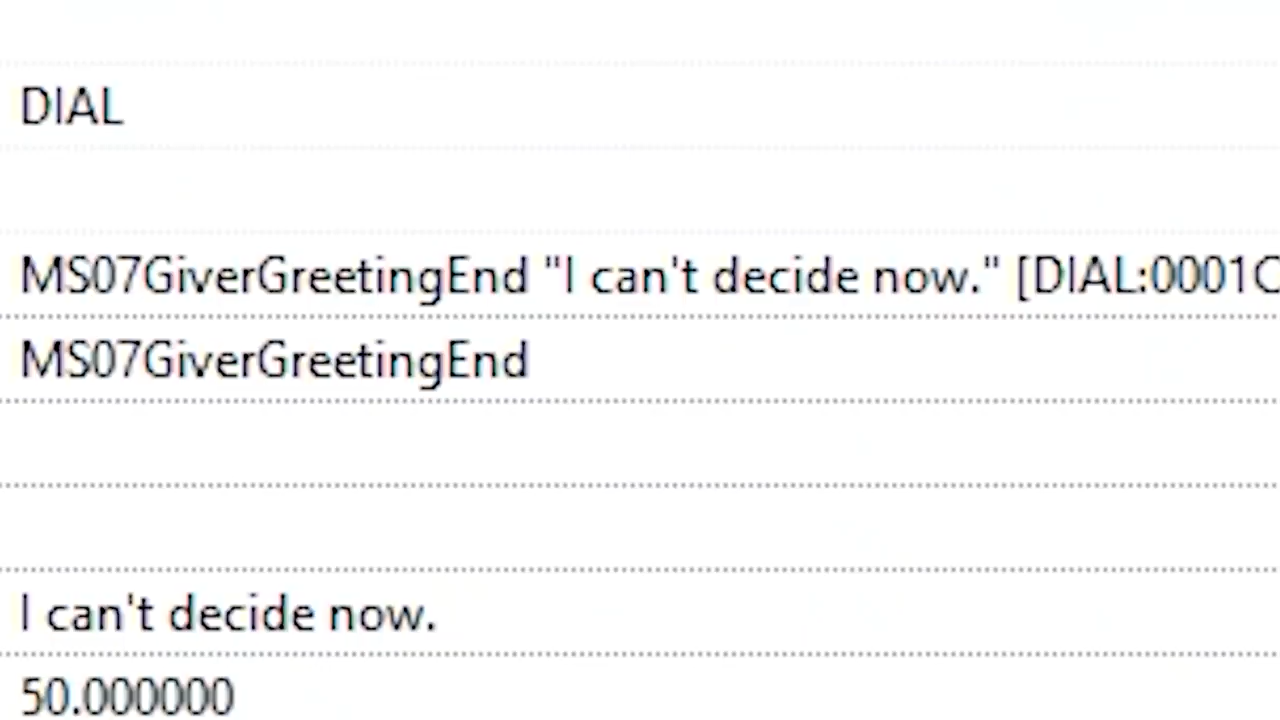 DIAL
MS07GiverGreetingEnd "I can't decide now." [DIAL:0001C
MS07GiverGreetingEnd
I can't decide now.
50.000000